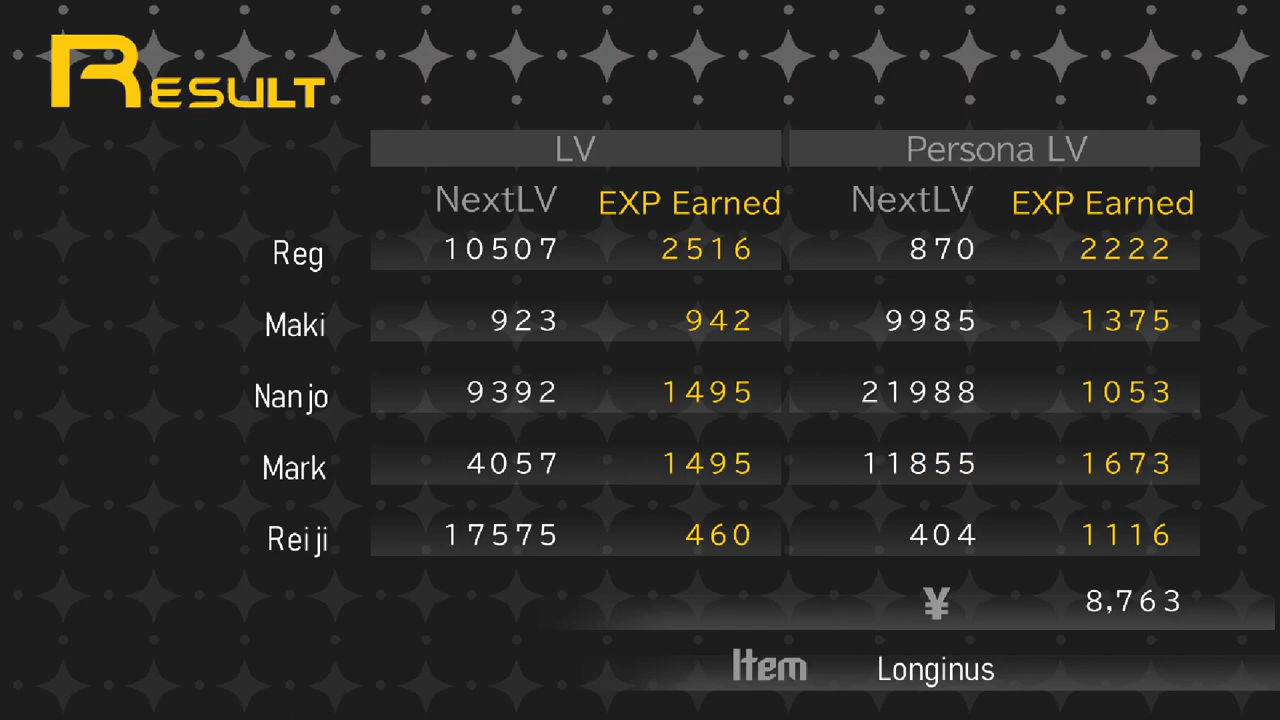 RESULT
LV Persona LV
NextLV EXP Earned NextLV EXP Earned
Reg 10507 2516 870 2222
Maki 923 942 9985 1375
Nanjo 9392 1495 21988 1053
Mark 4057 1495 11855 1673
Reiji 17575 460 404 1116
¥ 8,763
Item Longinus